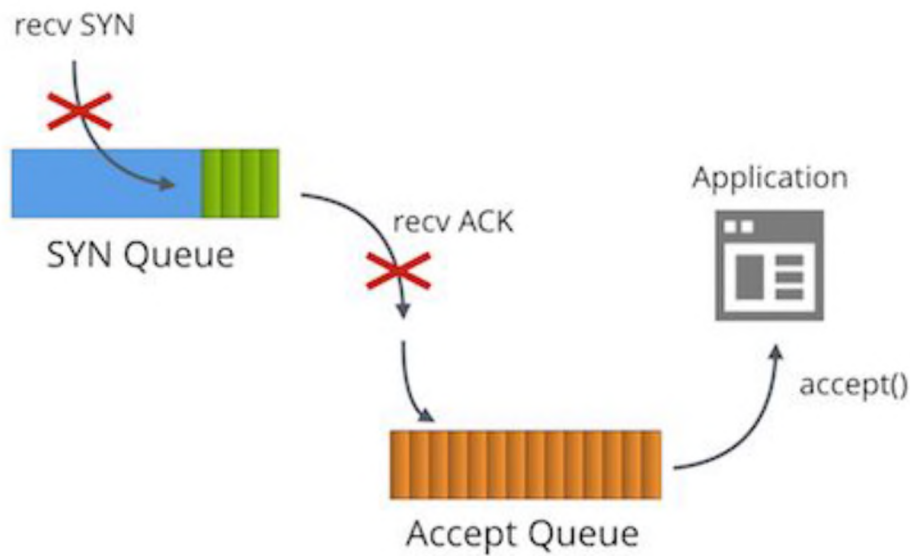 recv SYN
SYN Queue
recv ACK
Application
accept()
Accept Queue